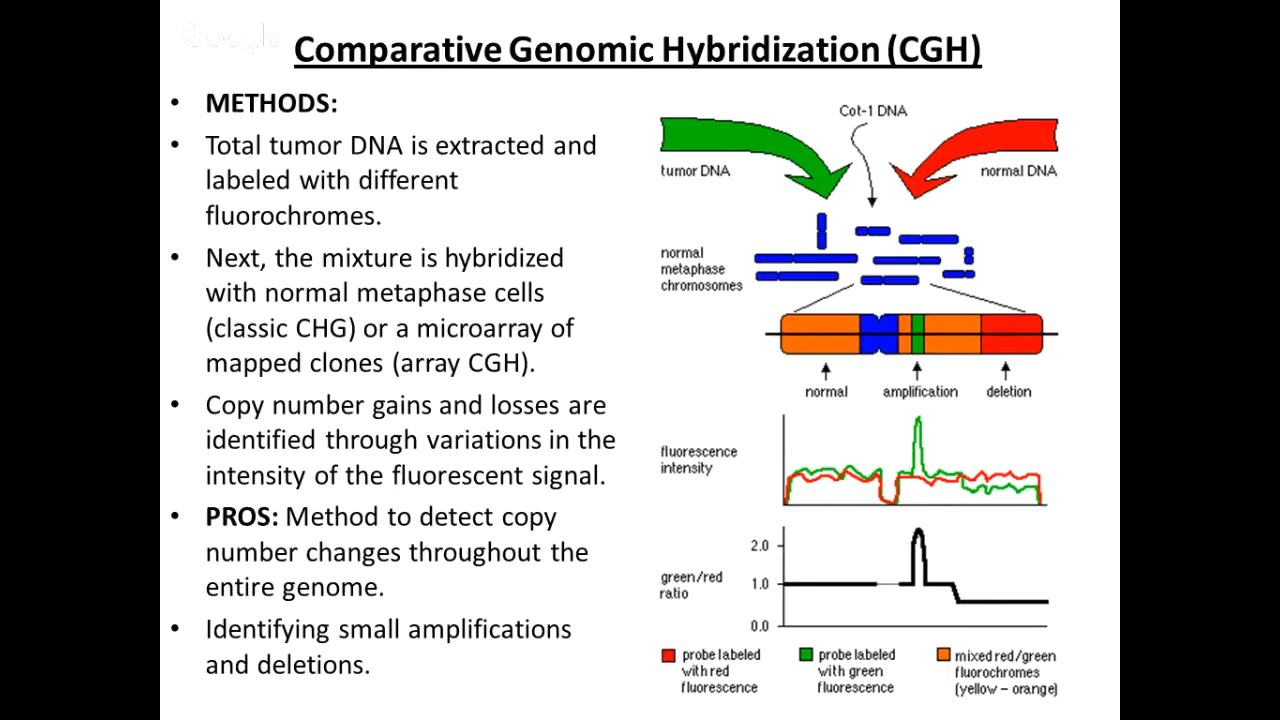 Google
Comparative Genomic Hybridization (CGH)
• METHODS:
• Total tumor DNA is extracted and
labeled with different
fluorochromes.
• Next, the mixture is hybridized
with normal metaphase cells
(classic CHG) or a microarray of
mapped clones (array CGH).
• Copy number gains and losses are
identified through variations in the
intensity of the fluorescent signal.
• PROS: Method to detect copy
number changes throughout the
entire genome.
• Identifying small amplifications
and deletions.
Cot-1 DNA
tumor DNA
normal DNA
normal
metaphase
chromosomes
normal
amplification
deletion
fluorescence
intensity
green/red
ratio
2.0
1.0
0.0
probe labeled
with red
fluorescence
probe labeled
with green
fluorescence
mixed red/green
fluorochromes
(yellow – orange)